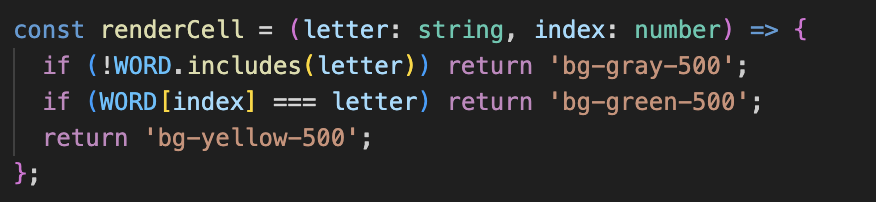 const renderCell = (letter: string, index: number) => {
if (!WORD.includes(letter)) return 'bg-gray-500';
if (WORD[index] === letter) return 'bg-green-500';
return 'bg-yellow-500';
};